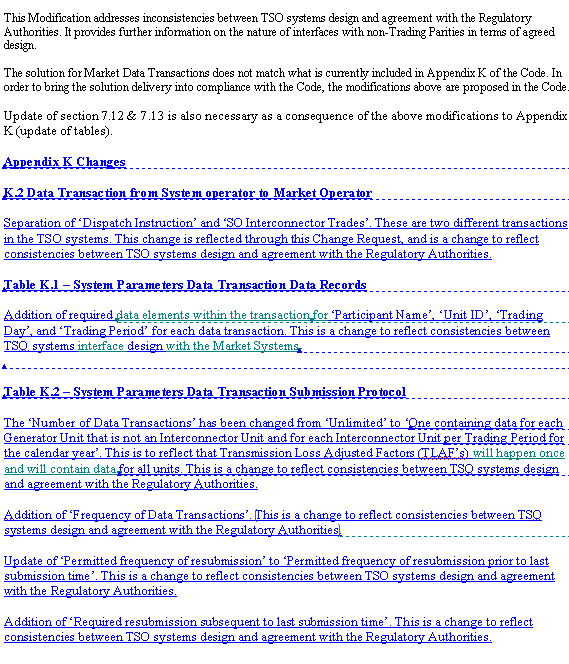 This Modification addresses inconsistencies between TSO systems design and agreement with the Regulatory
Authorities. It provides further information on the nature of interfaces with non-Trading Parities in terms of agreed
design.
The solution for Market Data Transactions does not match what is currently included in Appendix K of the Code. In
order to bring the solution delivery into compliance with the Code, the modifications above are proposed in the Code.
Update of section 7.12 & 7.13 is also necessary as a consequence of the above modifications to Appendix
K (update of tables).
Appendix K Changes
K.2 Data Transaction from System operator to Market Operator
Separation of ‘Dispatch Instruction’ and ‘SO Interconnector Trades’. These are two different transactions
in the TSO systems. This change is reflected through this Change Request, and is a change to reflect
consistencies between TSO systems design and agreement with the Regulatory Authorities.
Table K.1 – System Parameters Data Transaction Data Records
Addition of required data elements within the transaction for ‘Participant Name’, ‘Unit ID’, ‘Trading
Day’, and ‘Trading Period’ for each data transaction. This is a change to reflect consistencies between
TSO systems interface design with the Market Systems.
Table K.2 – System Parameters Data Transaction Submission Protocol
The ‘Number of Data Transactions’ has been changed from ‘Unlimited’ to ‘One containing data for each
Generator Unit that is not an Interconnector Unit and for each Interconnector Unit per Trading Period for
the calendar year’. This is to reflect that Transmission Loss Adjusted Factors (TLAF’s) will happen once
and will contain data for all units. This is a change to reflect consistencies between TSO systems design
and agreement with the Regulatory Authorities.
Addition of ‘Frequency of Data Transactions’. This is a change to reflect consistencies between TSO
systems design and agreement with the Regulatory Authorities.
Update of ‘Permitted frequency of resubmission’ to ‘Permitted frequency of resubmission prior to last
submission time’. This is a change to reflect consistencies between TSO systems design and agreement
with the Regulatory Authorities.
Addition of ‘Required resubmission subsequent to last submission time’. This is a change to reflect
consistencies between TSO systems design and agreement with the Regulatory Authorities.